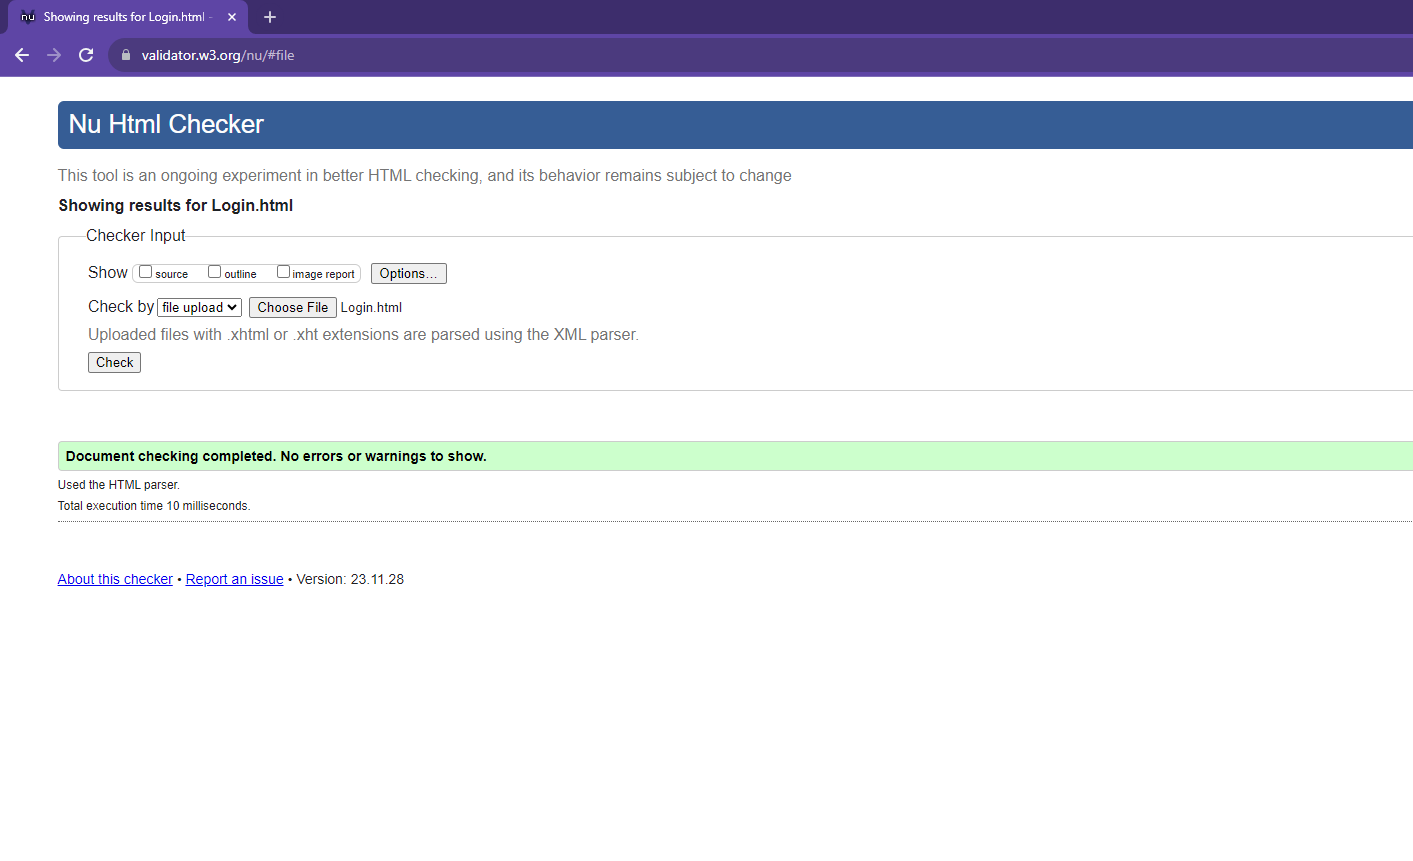 nu Showing results for Login.html -
validator.w3.org/nu/#file
Nu Html Checker
This tool is an ongoing experiment in better HTML checking, and its behavior remains subject to change
Showing results for Login.html
Checker Input
Show source outline image report Options...
Check by file upload Choose File Login.html
Uploaded files with .xhtml or .xht extensions are parsed using the XML parser.
Check
Document checking completed. No errors or warnings to show.
Used the HTML parser.
Total execution time 10 milliseconds.
About this checker • Report an issue • Version: 23.11.28